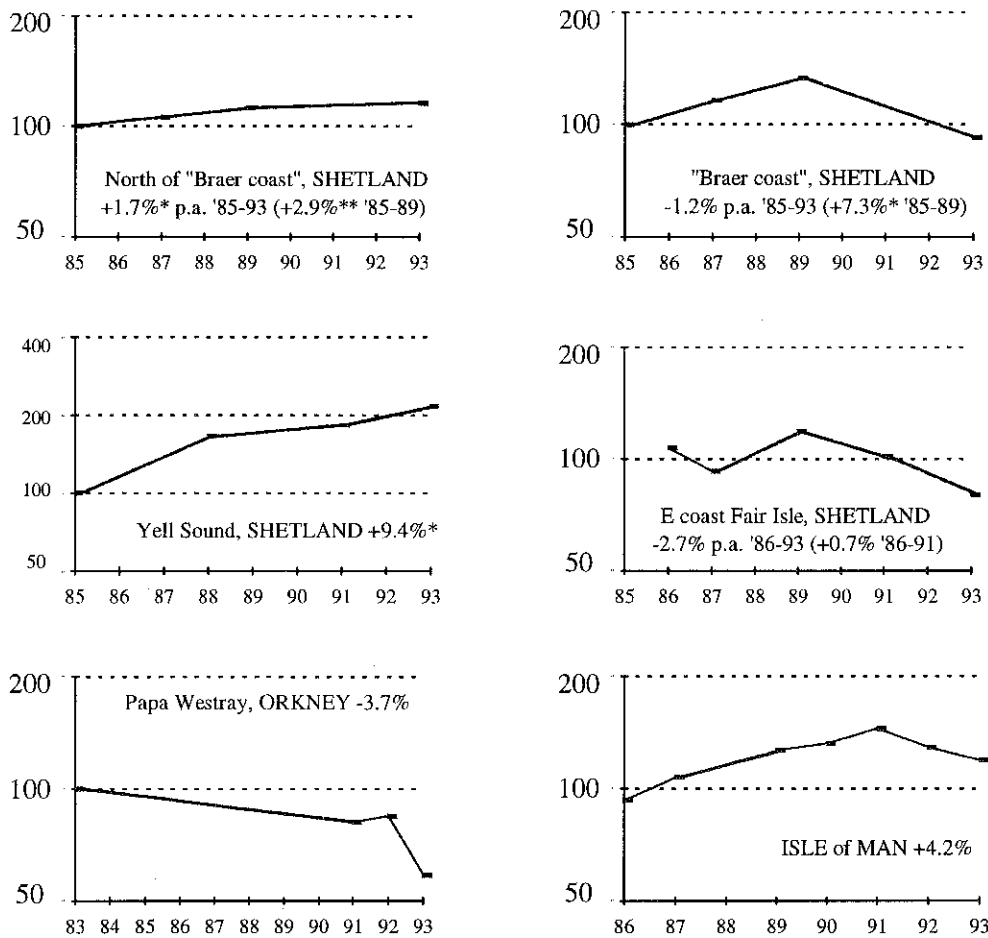 200
100
North of "Braer coast", SHETLAND
+1.7%* p.a. '85-93 (+2.9%** '85-89)
50
85 86 87 88 89 90 91 92 93
200
100
"Braer coast", SHETLAND
-1.2% p.a. '85-93 (+7.3%* '85-89)
50
85 86 87 88 89 90 91 92 93
400
200
100
Yell Sound, SHETLAND +9.4%*
50
85 86 87 88 89 90 91 92 93
200
100
E coast Fair Isle, SHETLAND
-2.7% p.a. '86-93 (+0.7% '86-91)
50
85 86 87 88 89 90 91 92 93
200
Papa Westray, ORKNEY -3.7%
100
50
83 84 85 86 87 88 89 90 91 92 93
200
100
ISLE of MAN +4.2%
50
86 87 88 89 90 91 92 93